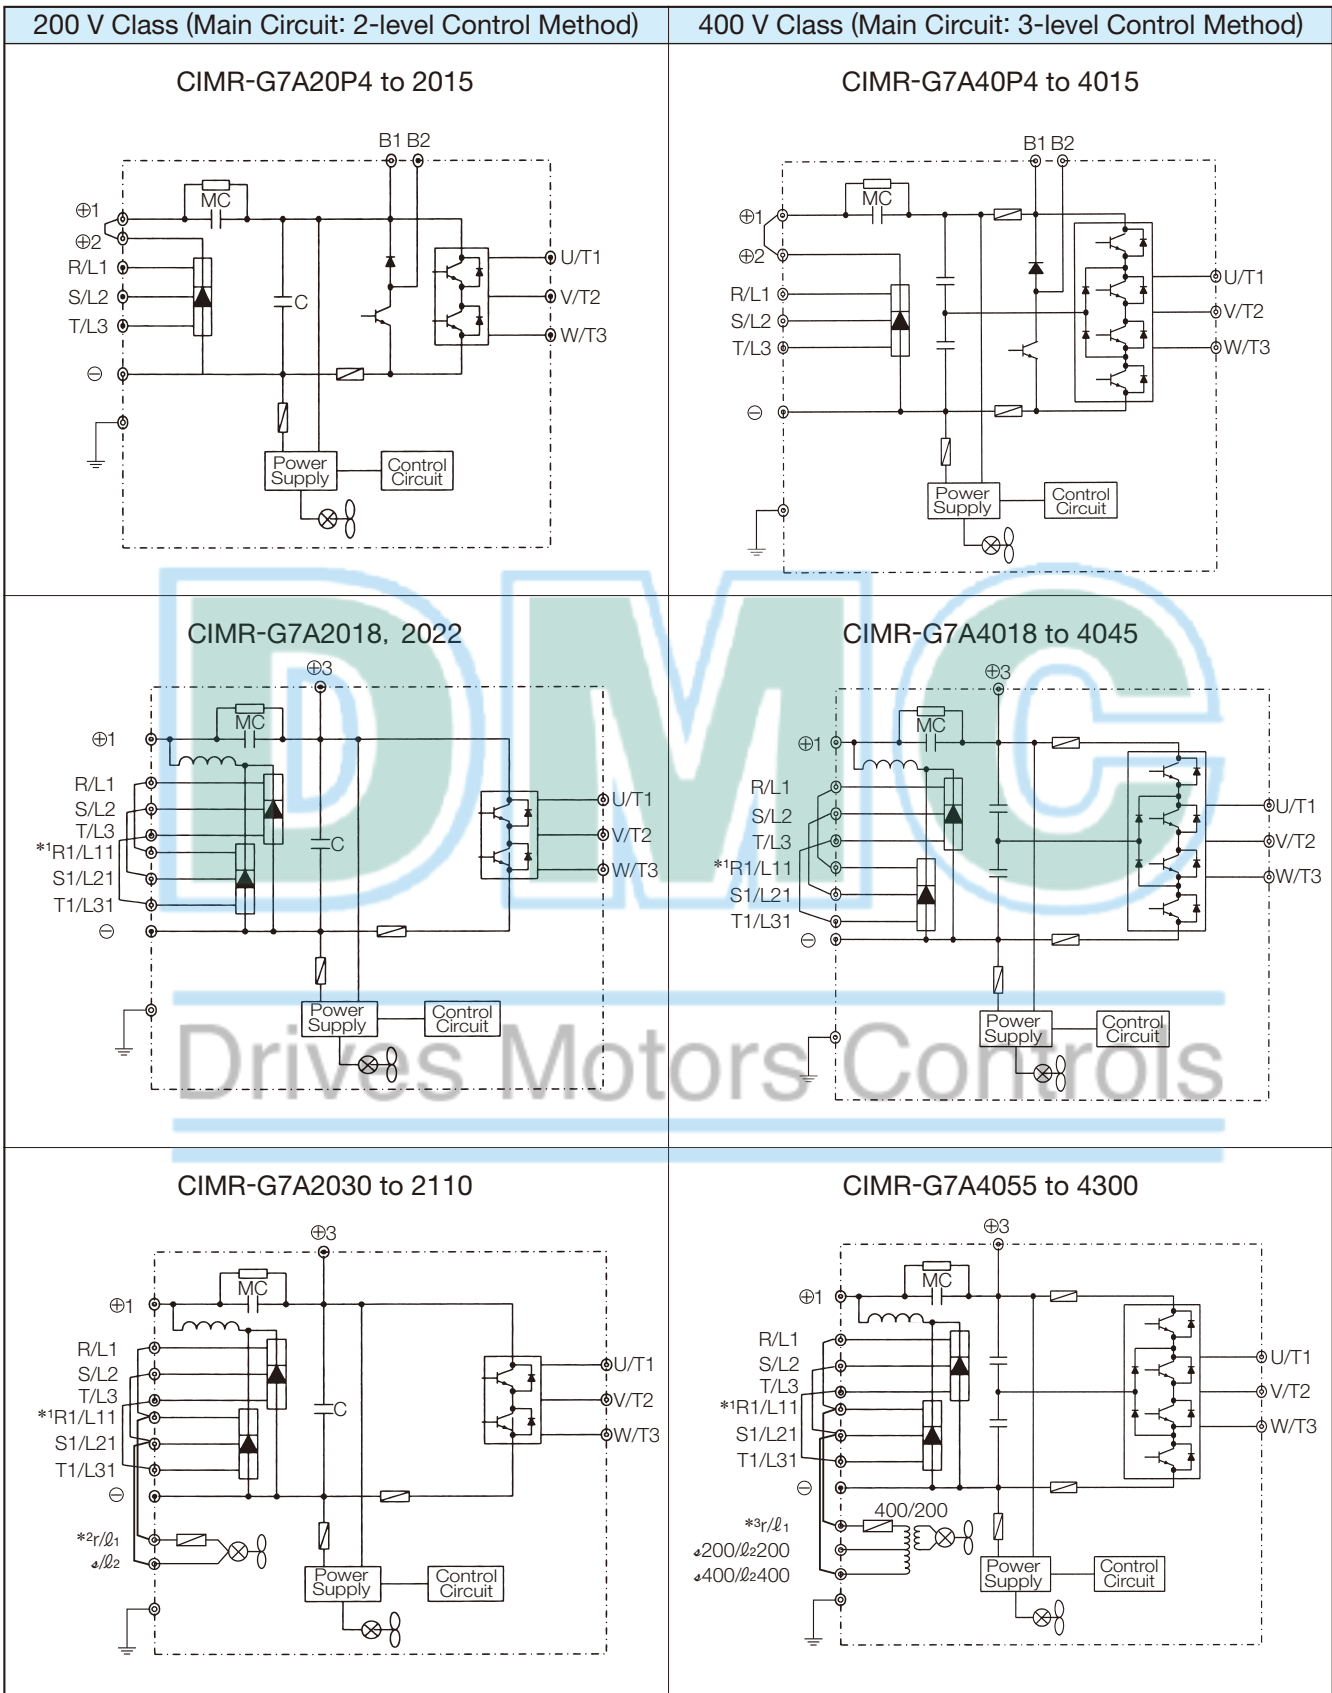 200 V Class (Main Circuit: 2-level Control Method)
400 V Class (Main Circuit: 3-level Control Method)
CIMR-G7A20P4 to 2015
B1 B2
MC
⊕1
⊕2
R/L1
S/L2
T/L3
⊖
C
U/T1
V/T2
W/T3
Power Supply
Control Circuit
CIMR-G7A40P4 to 4015
B1 B2
MC
⊕1
⊕2
R/L1
S/L2
T/L3
⊖
U/T1
V/T2
W/T3
Power Supply
Control Circuit
DMC
CIMR-G7A2018, 2022
⊕3
MC
⊕1
R/L1
S/L2
T/L3
*1R1/L11
S1/L21
T1/L31
⊖
C
U/T1
V/T2
W/T3
Power Supply
Control Circuit
CIMR-G7A4018 to 4045
⊕3
MC
⊕1
R/L1
S/L2
T/L3
*1R1/L11
S1/L21
T1/L31
⊖
U/T1
V/T2
W/T3
Power Supply
Control Circuit
Drives Motors Controls
CIMR-G7A2030 to 2110
⊕3
MC
⊕1
R/L1
S/L2
T/L3
*1R1/L11
S1/L21
T1/L31
⊖
*2r/ℓ1
s/ℓ2
C
U/T1
V/T2
W/T3
Power Supply
Control Circuit
CIMR-G7A4055 to 4300
⊕3
MC
⊕1
R/L1
S/L2
T/L3
*1R1/L11
S1/L21
T1/L31
⊖
400/200
*3r/ℓ1
s200/ℓ2200
s400/ℓ2400
U/T1
V/T2
W/T3
Power Supply
Control Circuit